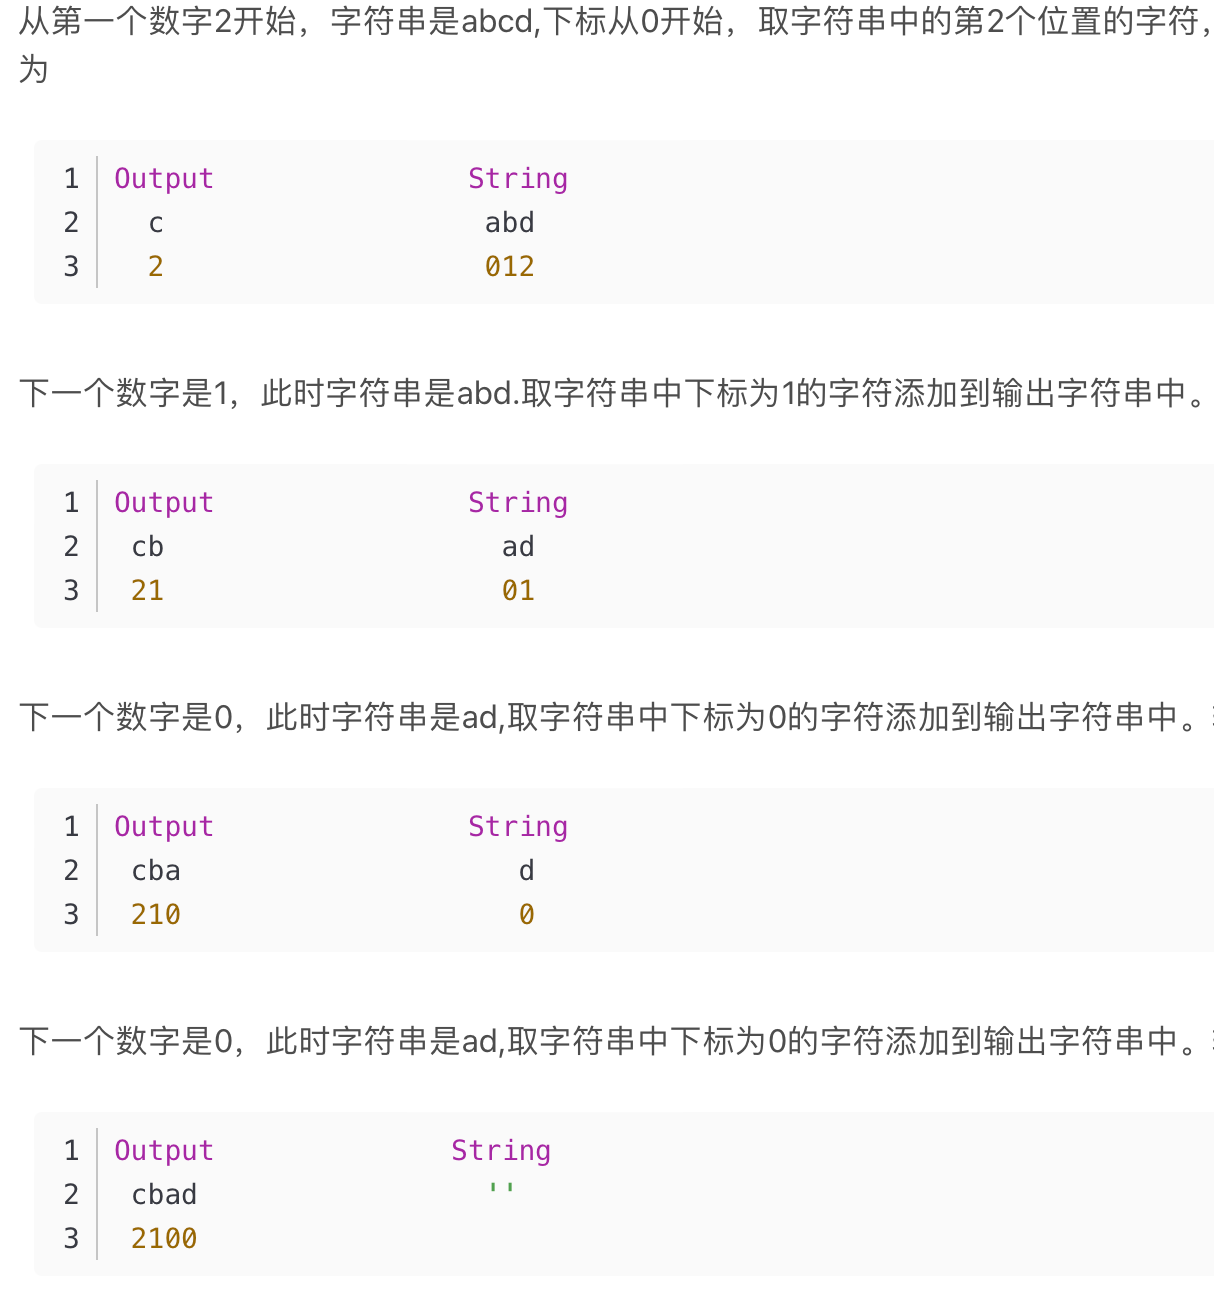 从第一个数字2开始，字符串是abcd,下标从0开始，取字符串中的第2个位置的字符，
为
1 Output String
2 c abd
3 2 012
下一个数字是1，此时字符串是abd.取字符串中下标为1的字符添加到输出字符串中。
1 Output String
2 cb ad
3 21 01
下一个数字是0，此时字符串是ad,取字符串中下标为0的字符添加到输出字符串中。
1 Output String
2 cba d
3 210 0
下一个数字是0，此时字符串是ad,取字符串中下标为0的字符添加到输出字符串中。
1 Output String
2 cbad ''
3 2100